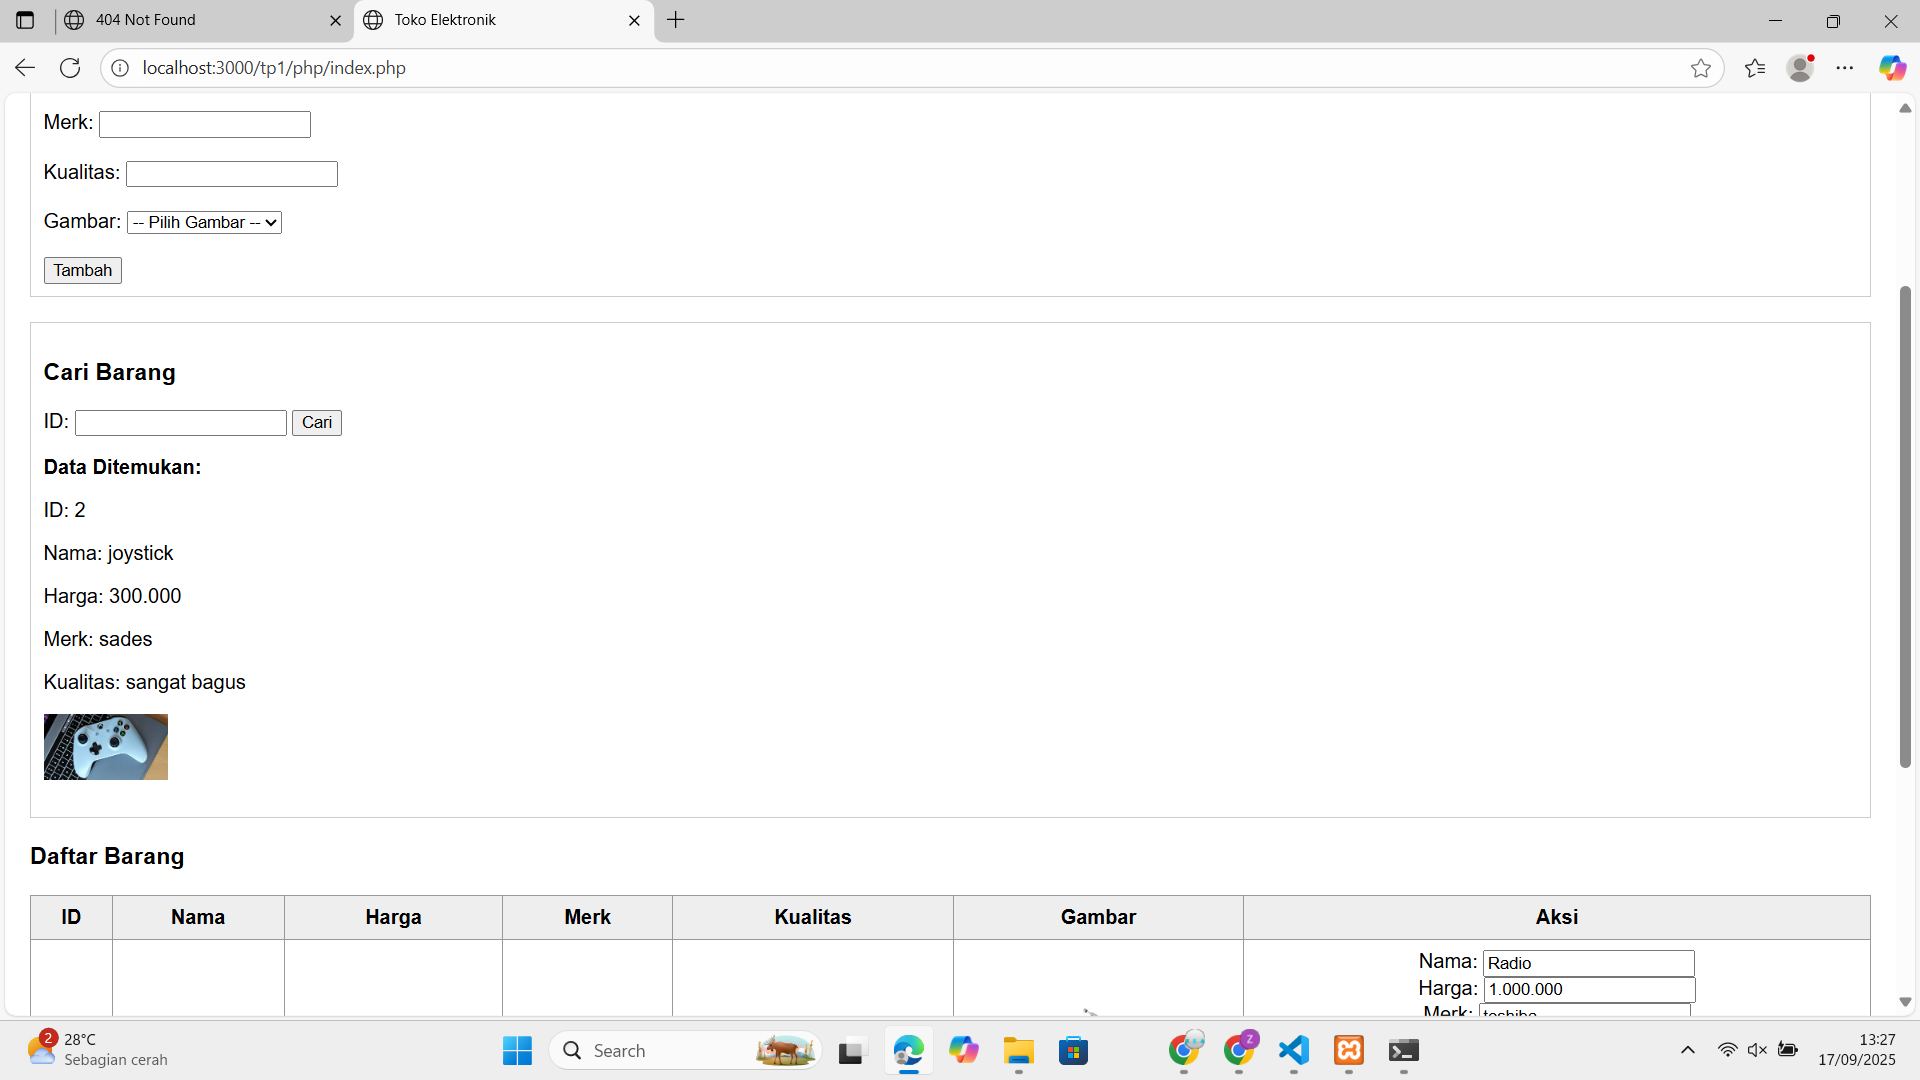 404 Not Found
Toko Elektronik
localhost:3000/tp1/php/index.php
Merk:
Kualitas:
Gambar: -- Pilih Gambar --
Tambah
Cari Barang
ID: Cari
Data Ditemukan:
ID: 2
Nama: joystick
Harga: 300.000
Merk: sades
Kualitas: sangat bagus
Daftar Barang
ID Nama Harga Merk Kualitas Gambar Aksi
Nama: Radio
Harga: 1.000.000
Merk: toshiba
2
28°C
Sebagian cerah
Search
Z
13:27
17/09/2025